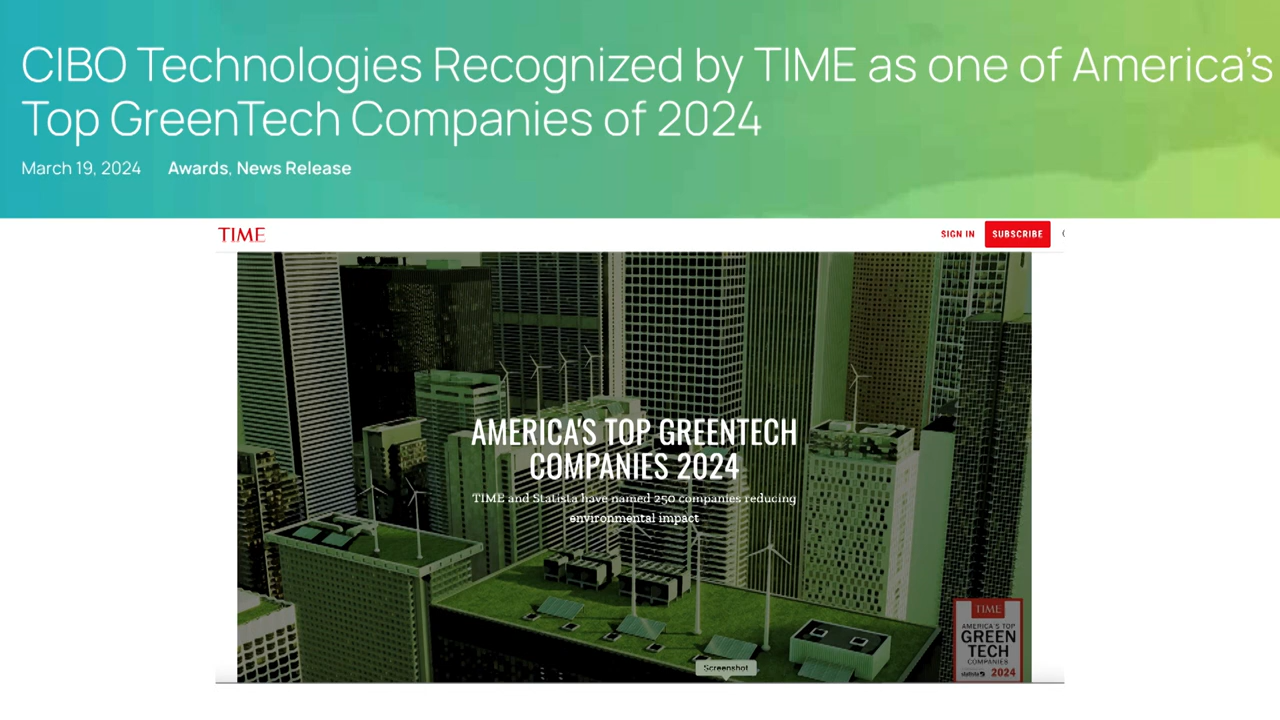 CIBO Technologies Recognized by TIME as one of America's
Top GreenTech Companies of 2024
March 19, 2024 Awards, News Release
TIME
SIGN IN SUBSCRIBE
AMERICA'S TOP GREENTECH
COMPANIES 2024
TIME and Statista have named 250 companies reducing
environmental impact
TIME
AMERICA'S TOP
GREEN
TECH
COMPANIES
statista 2024
Screenshot